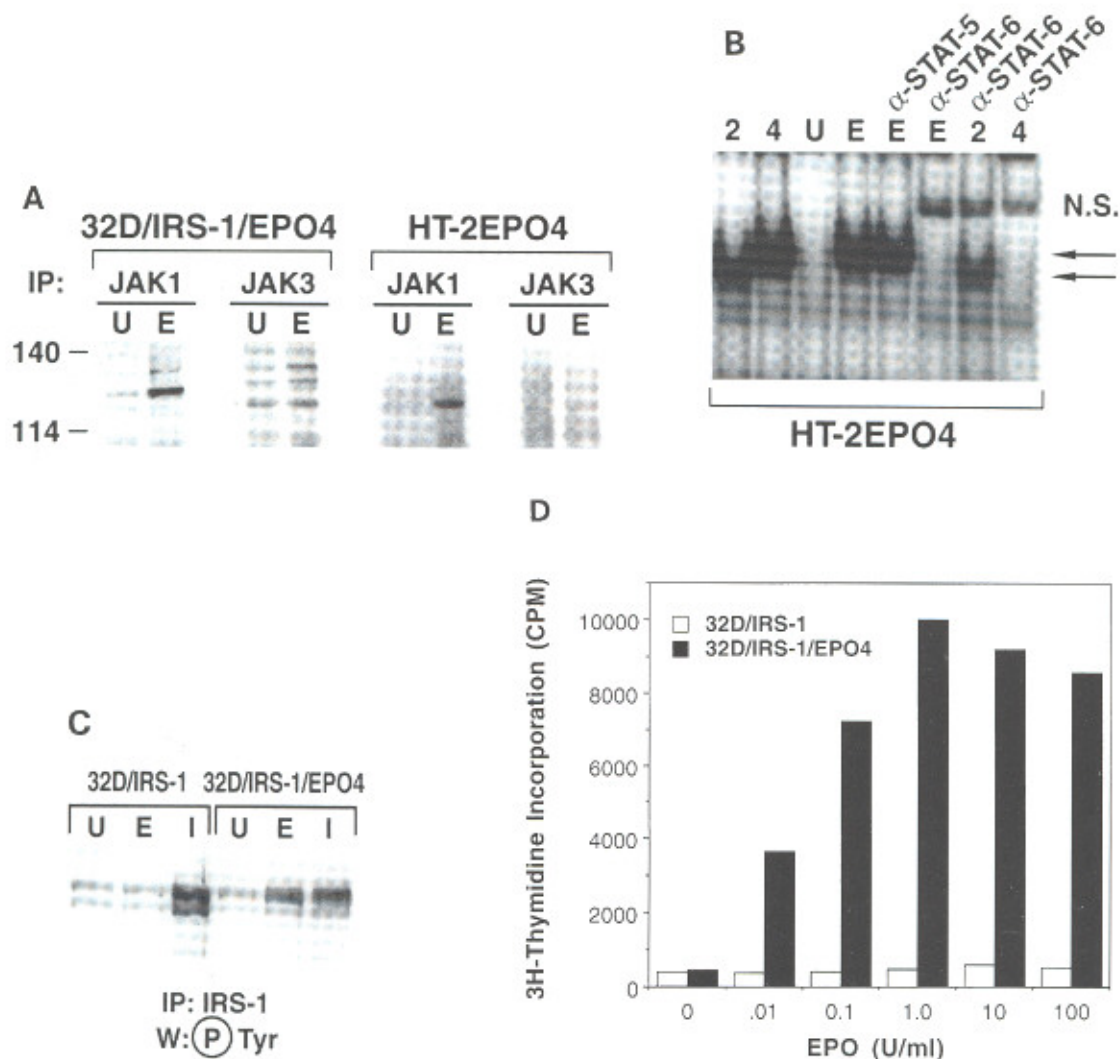 A
32D/IRS-1/EPO4 HT-2EPO4
IP: JAK1 JAK3 JAK1 JAK3
U E U E U E U E
140
114
B
α-STAT-5 α-STAT-6 α-STAT-6 α-STAT-6
2 4 U E E E 2 4
N.S.
HT-2EPO4
C
32D/IRS-1 32D/IRS-1/EPO4
U E I U E I
IP: IRS-1
W: P Tyr
D
3H-Thymidine Incorporation (CPM)
32D/IRS-1
32D/IRS-1/EPO4
10000
8000
6000
4000
2000
0
0 .01 0.1 1.0 10 100
EPO (U/ml)